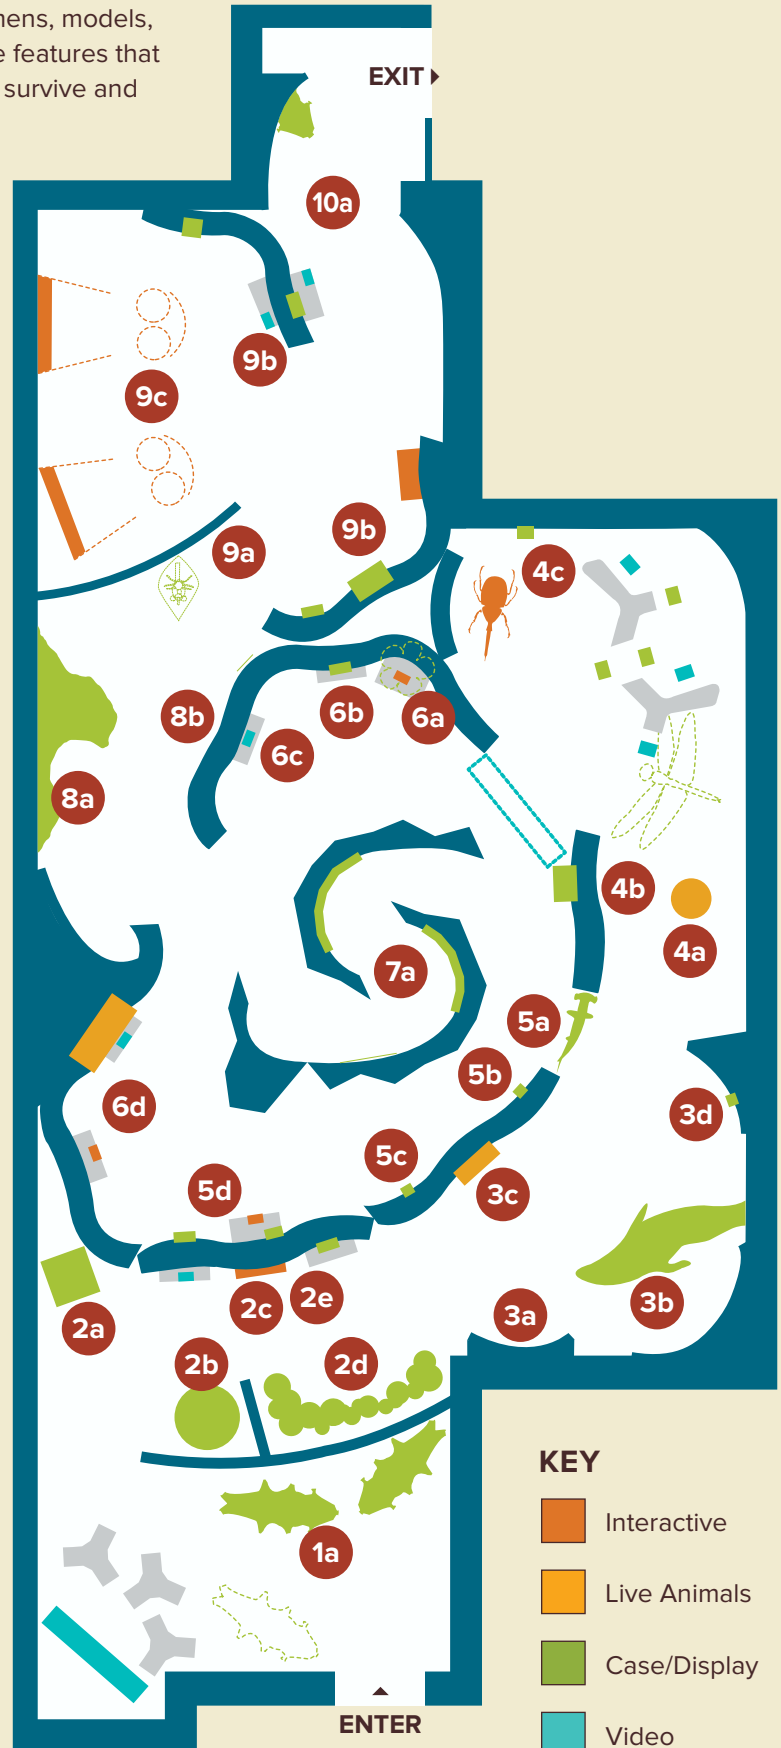 nens, models,
e features that
survive and
EXIT
10a
9b
9c
9b
9a
4c
8b
6b
6a
6c
8a
4b
4a
7a
5a
5b
6d
3d
5c
5d
3c
2e
2c
3b
3a
2a
2b
2d
KEY
Interactive
1a
Live Animals
Case/Display
ENTER
Video